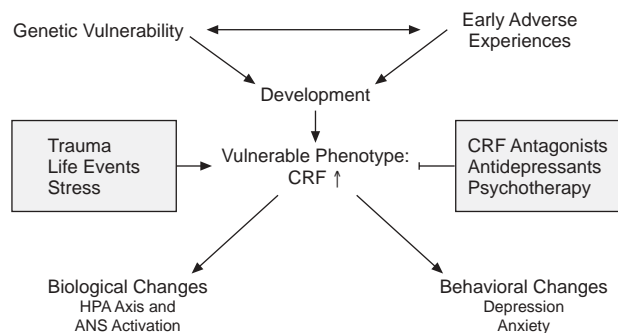 Genetic Vulnerability
Early Adverse
Experiences
Development
Trauma
Life Events
Stress
Vulnerable Phenotype:
CRF ↑
CRF Antagonists
Antidepressants
Psychotherapy
Biological Changes
HPA Axis and
ANS Activation
Behavioral Changes
Depression
Anxiety